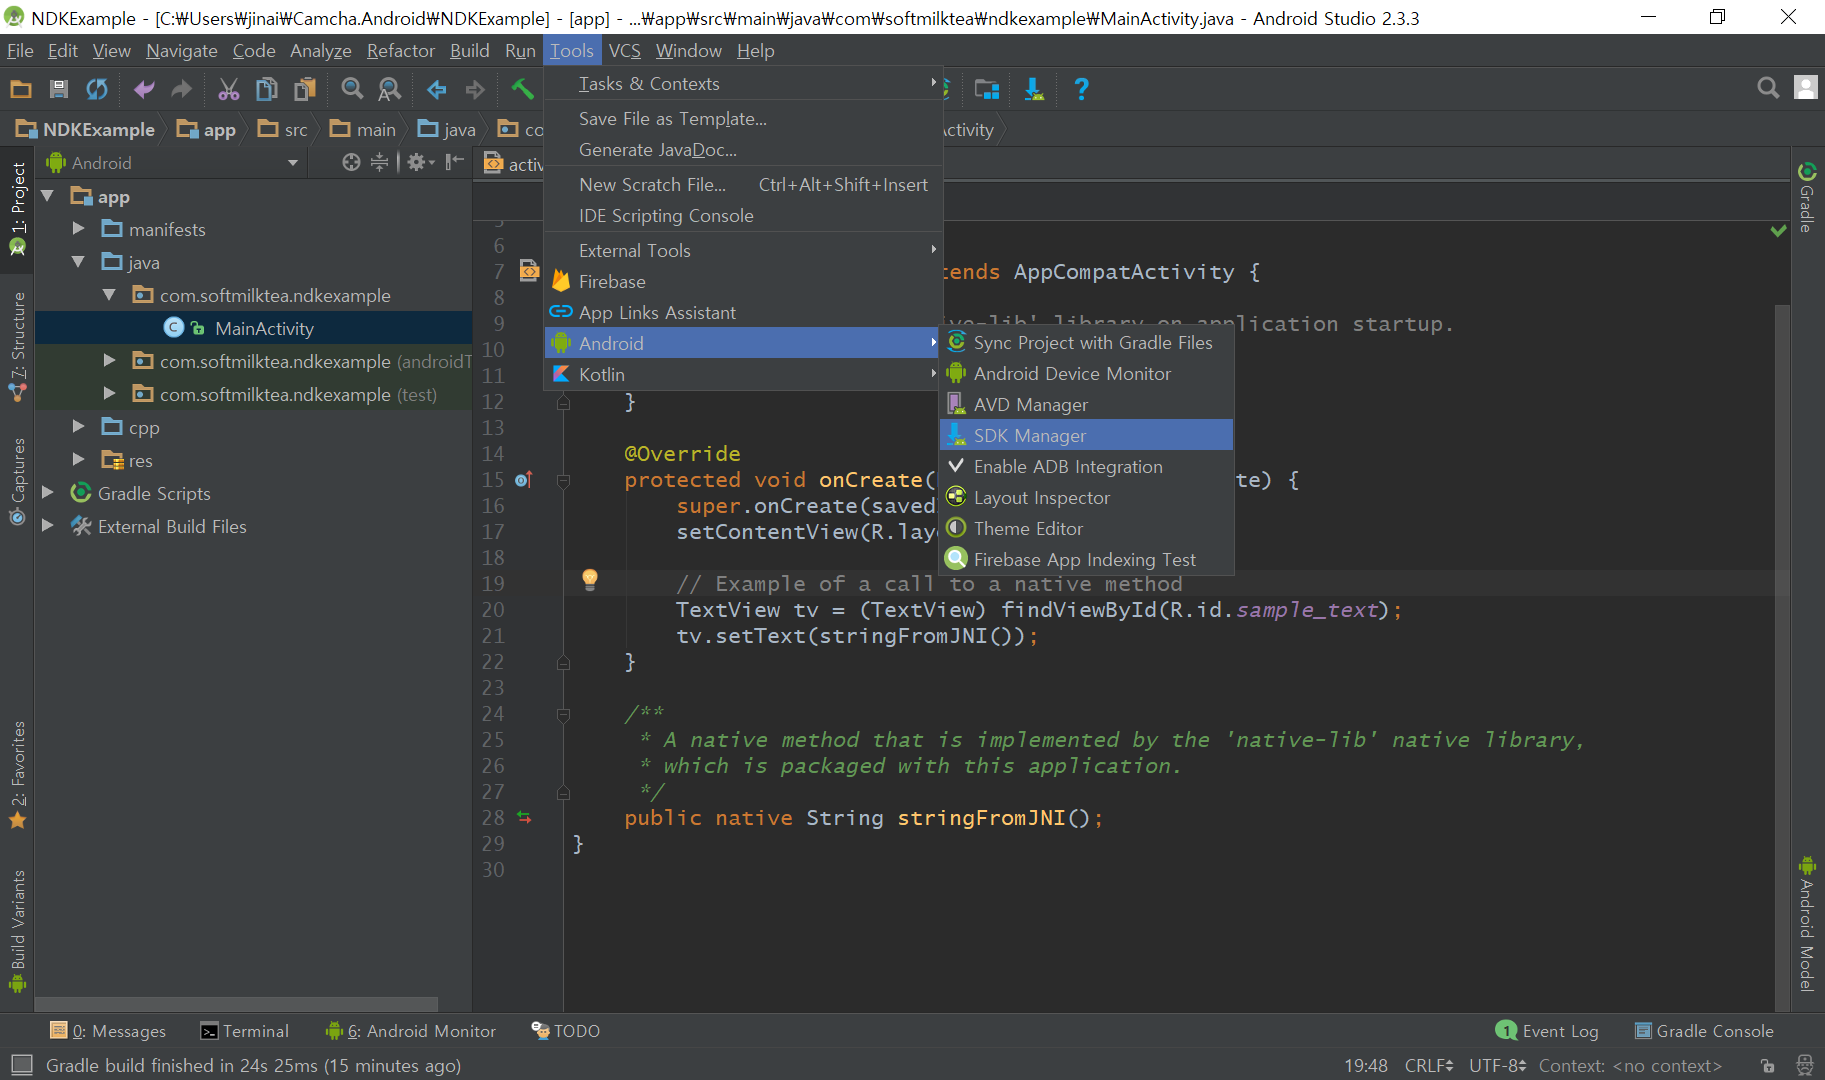 NDKExample - [C:₩Users₩jinai₩Camcha.Android₩NDKExample] - [app] - ...₩app₩src₩main₩java₩com₩softmilktea₩ndkexample₩MainActivity.java - Android Studio 2.3.3
File Edit View Navigate Code Analyze Refactor Build Run Tools VCS Window Help
NDKExample app src main java co ctivity
Android
activ
1: Project
7: Structure
Captures
2: Favorites
Build Variants
app
manifests
java
com.softmilktea.ndkexample
MainActivity
com.softmilktea.ndkexample (androidT
com.softmilktea.ndkexample (test)
cpp
res
Gradle Scripts
External Build Files
Tasks & Contexts
Save File as Template...
Generate JavaDoc...
New Scratch File... Ctrl+Alt+Shift+Insert
IDE Scripting Console
External Tools
Firebase
App Links Assistant
Android
Kotlin
Sync Project with Gradle Files
Android Device Monitor
AVD Manager
SDK Manager
Enable ADB Integration
Layout Inspector
Theme Editor
Firebase App Indexing Test
5
6
7 tends AppCompatActivity {
8
9 ve-lib' library on application startup.
10
11
12 }
13
14 @Override
15 protected void onCreate( te) {
16 super.onCreate(saved
17 setContentView(R.lay
18
19 // Example of a call to a native method
20 TextView tv = (TextView) findViewById(R.id.sample_text);
21 tv.setText(stringFromJNI());
22 }
23
24 /**
25 * A native method that is implemented by the 'native-lib' native library,
26 * which is packaged with this application.
27 */
28 public native String stringFromJNI();
29 }
30
Gradle
Android Model
0: Messages Terminal 6: Android Monitor TODO 1 Event Log Gradle Console
Gradle build finished in 24s 25ms (15 minutes ago) 19:48 CRLF UTF-8 Context: <no context>